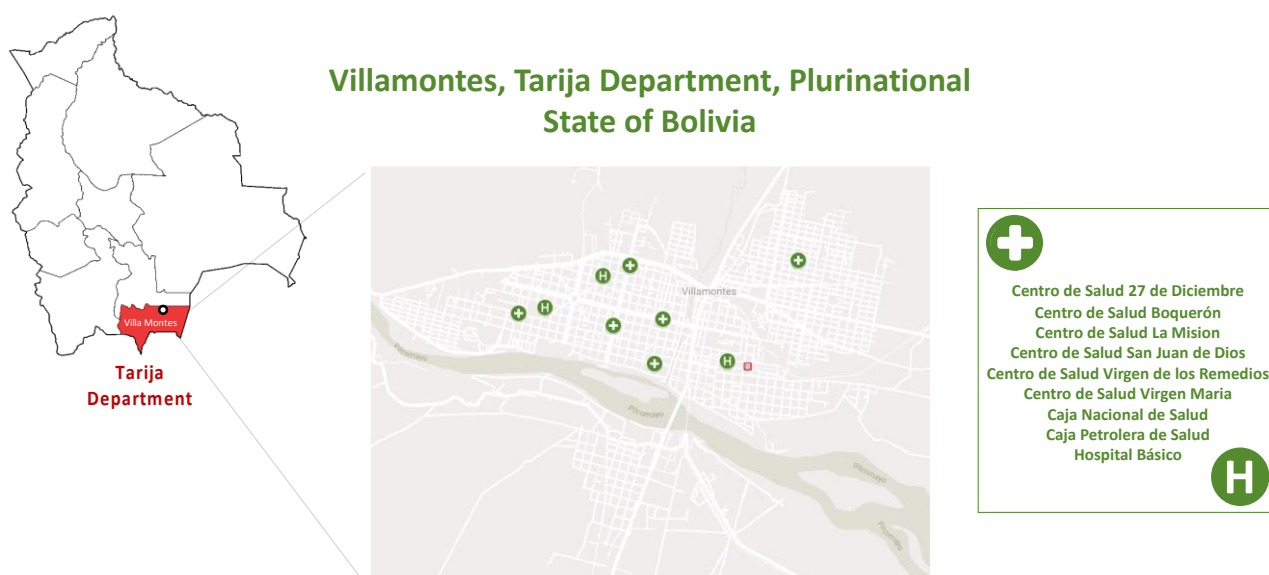 Villamontes, Tarija Department, Plurinational
State of Bolivia
Villa Montes
Tarija
Department
Villamontes
H
H
H
Pilcomayo
Pilcomayo
Pilcomayo
Pilcomayo
Centro de Salud 27 de Diciembre
Centro de Salud Boquerón
Centro de Salud La Mision
Centro de Salud San Juan de Dios
Centro de Salud Virgen de los Remedios
Centro de Salud Virgen Maria
Caja Nacional de Salud
Caja Petrolera de Salud
Hospital Básico
H